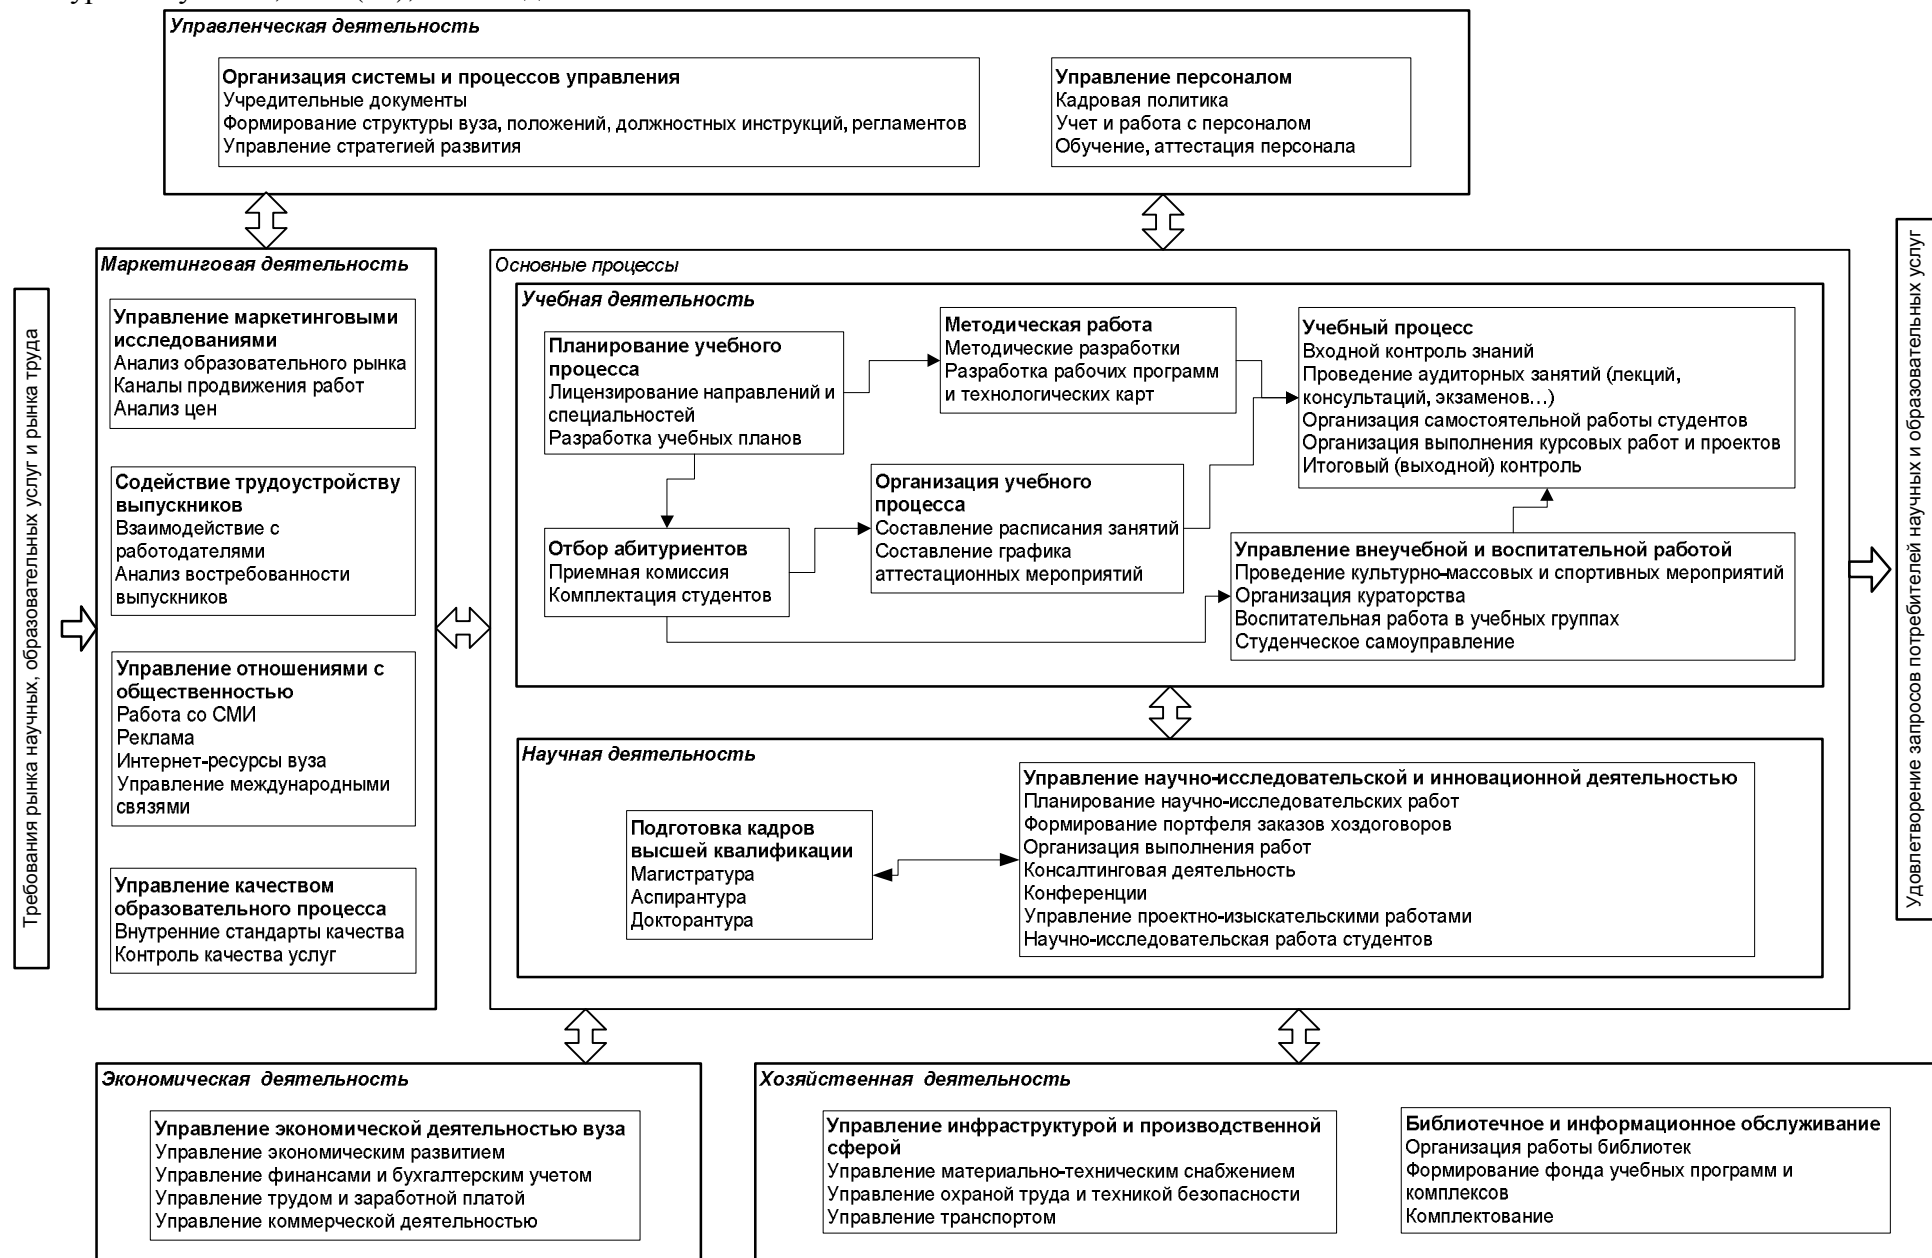 Управленческая деятельность
Организация системы и процессов управления
Учредительные документы
Формирование структуры вуза, положений, должностных инструкций, регламентов
Управление стратегией развития
Управление персоналом
Кадровая политика
Учет и работа с персоналом
Обучение, аттестация персонала
Требования рынка научных, образовательных услуг и рынка труда
Маркетинговая деятельность
Управление маркетинговыми
исследованиями
Анализ образовательного рынка
Каналы продвижения работ
Анализ цен
Содействие трудоустройству
выпускников
Взаимодействие с
работодателями
Анализ востребованности
выпускников
Управление отношениями с
общественностью
Работа со СМИ
Реклама
Интернет-ресурсы вуза
Управление международными
связями
Управление качеством
образовательного процесса
Внутренние стандарты качества
Контроль качества услуг
Основные процессы
Учебная деятельность
Планирование учебного
процесса
Лицензирование направлений и
специальностей
Разработка учебных планов
Методическая работа
Методические разработки
Разработка рабочих программ
и технологических карт
Учебный процесс
Входной контроль знаний
Проведение аудиторных занятий (лекций,
консультаций, экзаменов...)
Организация самостоятельной работы студентов
Организация выполнения курсовых работ и проектов
Итоговый (выходной) контроль
Отбор абитуриентов
Приемная комиссия
Комплектация студентов
Организация учебного
процесса
Составление расписания занятий
Составление графика
аттестационных мероприятий
Управление внеучебной и воспитательной работой
Проведение культурно-массовых и спортивных мероприятий
Организация кураторства
Воспитательная работа в учебных группах
Студенческое самоуправление
Научная деятельность
Подготовка кадров
высшей квалификации
Магистратура
Аспирантура
Докторантура
Управление научно-исследовательской и инновационной деятельностью
Планирование научно-исследовательских работ
Формирование портфеля заказов хоздоговоров
Организация выполнения работ
Консалтинговая деятельность
Конференции
Управление проектно-изыскательскими работами
Научно-исследовательская работа студентов
Удовлетворение запросов потребителей научных и образовательных услуг
Экономическая деятельность
Управление экономической деятельностью вуза
Управление экономическим развитием
Управление финансами и бухгалтерским учетом
Управление трудом и заработной платой
Управление коммерческой деятельностью
Хозяйственная деятельность
Управление инфраструктурой и производственной
сферой
Управление материально-техническим снабжением
Управление охраной труда и техникой безопасности
Управление транспортом
Библиотечное и информационное обслуживание
Организация работы библиотек
Формирование фонда учебных программ и
комплексов
Комплектование